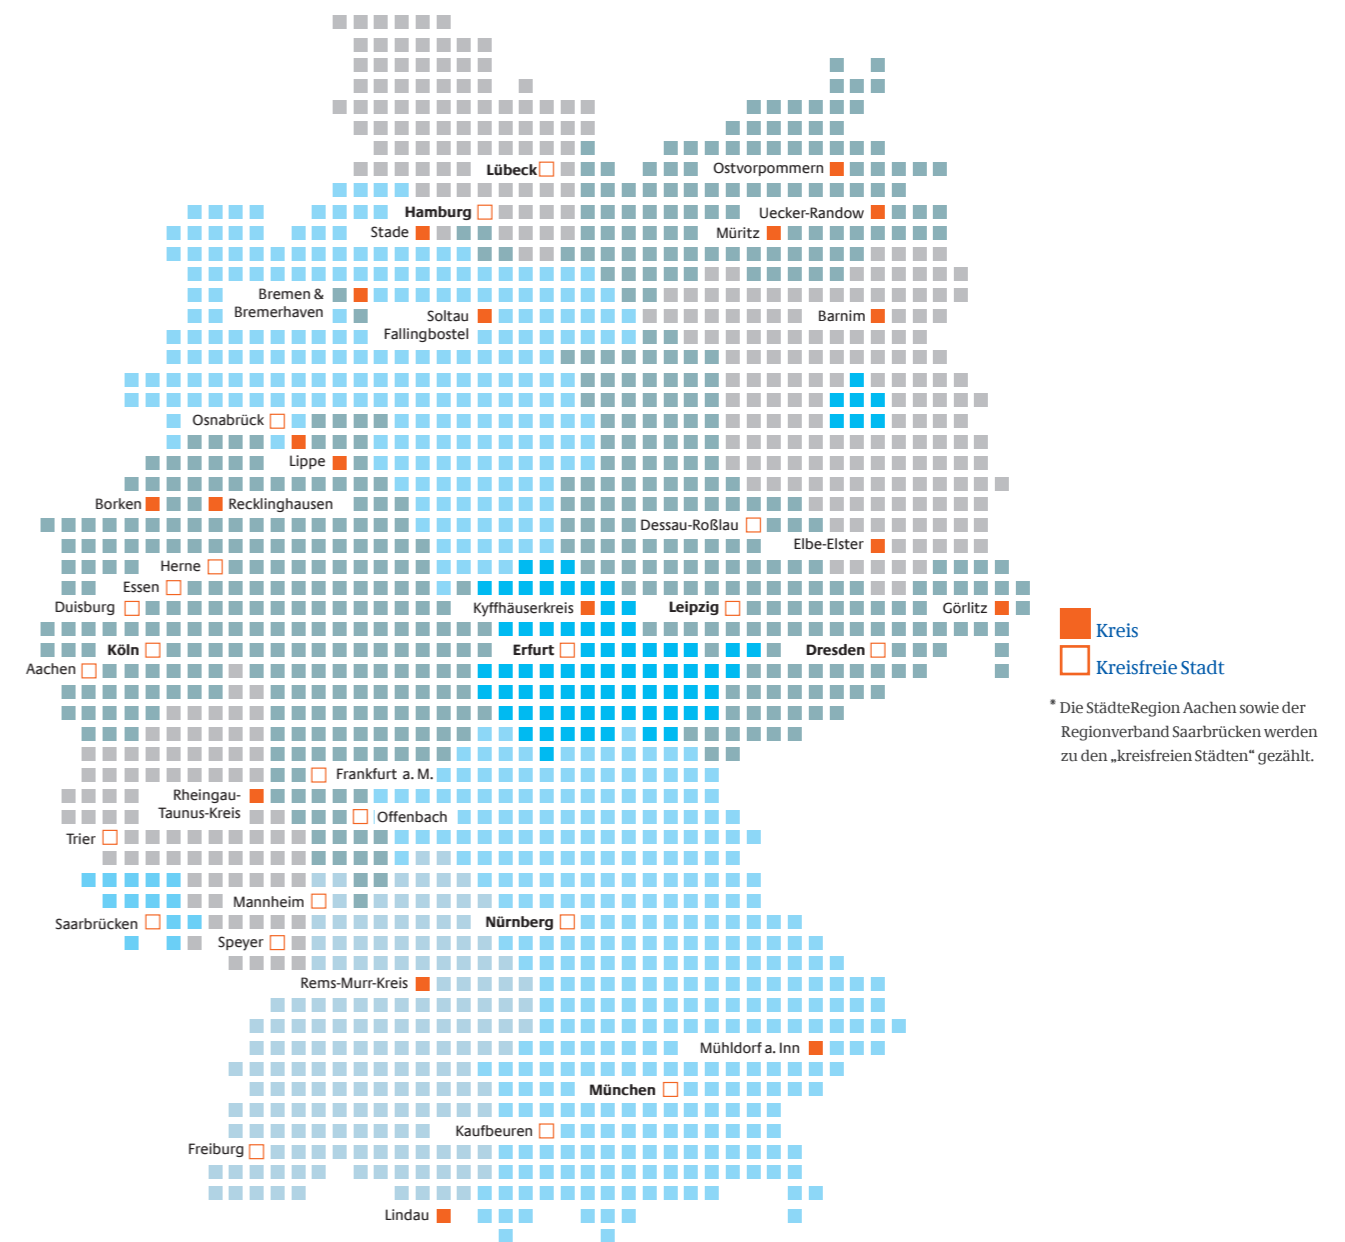 Lübeck
Ostvorpommern
Hamburg
Uecker-Randow
Stade
Müritz
Bremen &
Bremerhaven
Soltau
Fallingbostel
Barnim
Osnabrück
Lippe
Borken
Recklinghausen
Dessau-Roßlau
Elbe-Elster
Herne
Essen
Duisburg
Kyffhäuserkreis
Leipzig
Görlitz
Köln
Erfurt
Dresden
Aachen
Frankfurt a. M.
Rheingau-
Taunus-Kreis
Offenbach
Trier
Mannheim
Saarbrücken
Nürnberg
Speyer
Rems-Murr-Kreis
Mühldorf a. Inn
München
Kaufbeuren
Freiburg
Lindau
Kreis
Kreisfreie Stadt
* Die StädteRegion Aachen sowie der
Regionverband Saarbrücken werden
zu den „kreisfreien Städten“ gezählt.